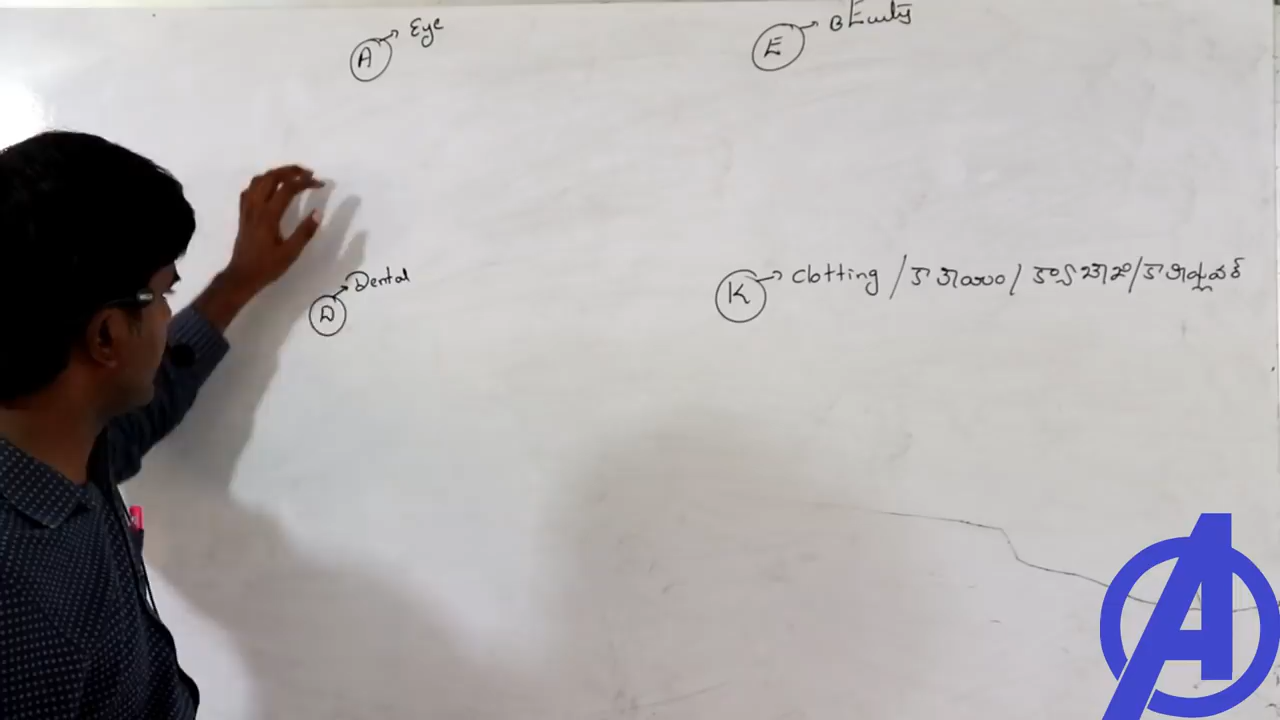 A → Eye
E → BEauty
D → Dental
K → Clotting / కాకాయం /